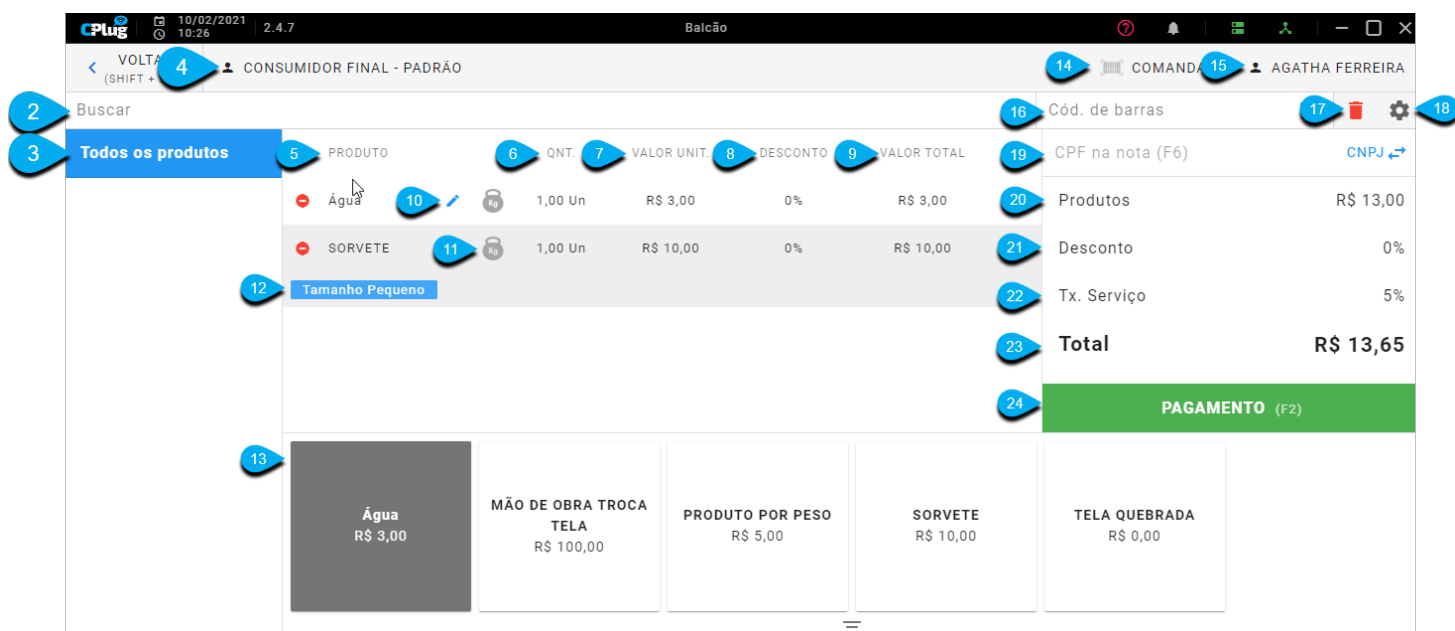 CPlug 10/02/2021 10:26 2.4.7 Balcão
VOLTA
(SHIFT +
4 CONSUMIDOR FINAL - PADRÃO 14 COMANDA 15 AGATHA FERREIRA
2 Buscar 16 Cód. de barras 17 18
3 Todos os produtos 5 PRODUTO 6 QNT. 7 VALOR UNIT. 8 DESCONTO 9 VALOR TOTAL 19 CPF na nota (F6) CNPJ
Água 10 Kg 1,00 Un R$ 3,00 0% R$ 3,00 20 Produtos R$ 13,00
SORVETE 11 Kg 1,00 Un R$ 10,00 0% R$ 10,00 21 Desconto 0%
12 Tamanho Pequeno 22 Tx. Serviço 5%
23 Total R$ 13,65
24 PAGAMENTO (F2)
13
Água
R$ 3,00
MÃO DE OBRA TROCA
TELA
R$ 100,00
PRODUTO POR PESO
R$ 5,00
SORVETE
R$ 10,00
TELA QUEBRADA
R$ 0,00